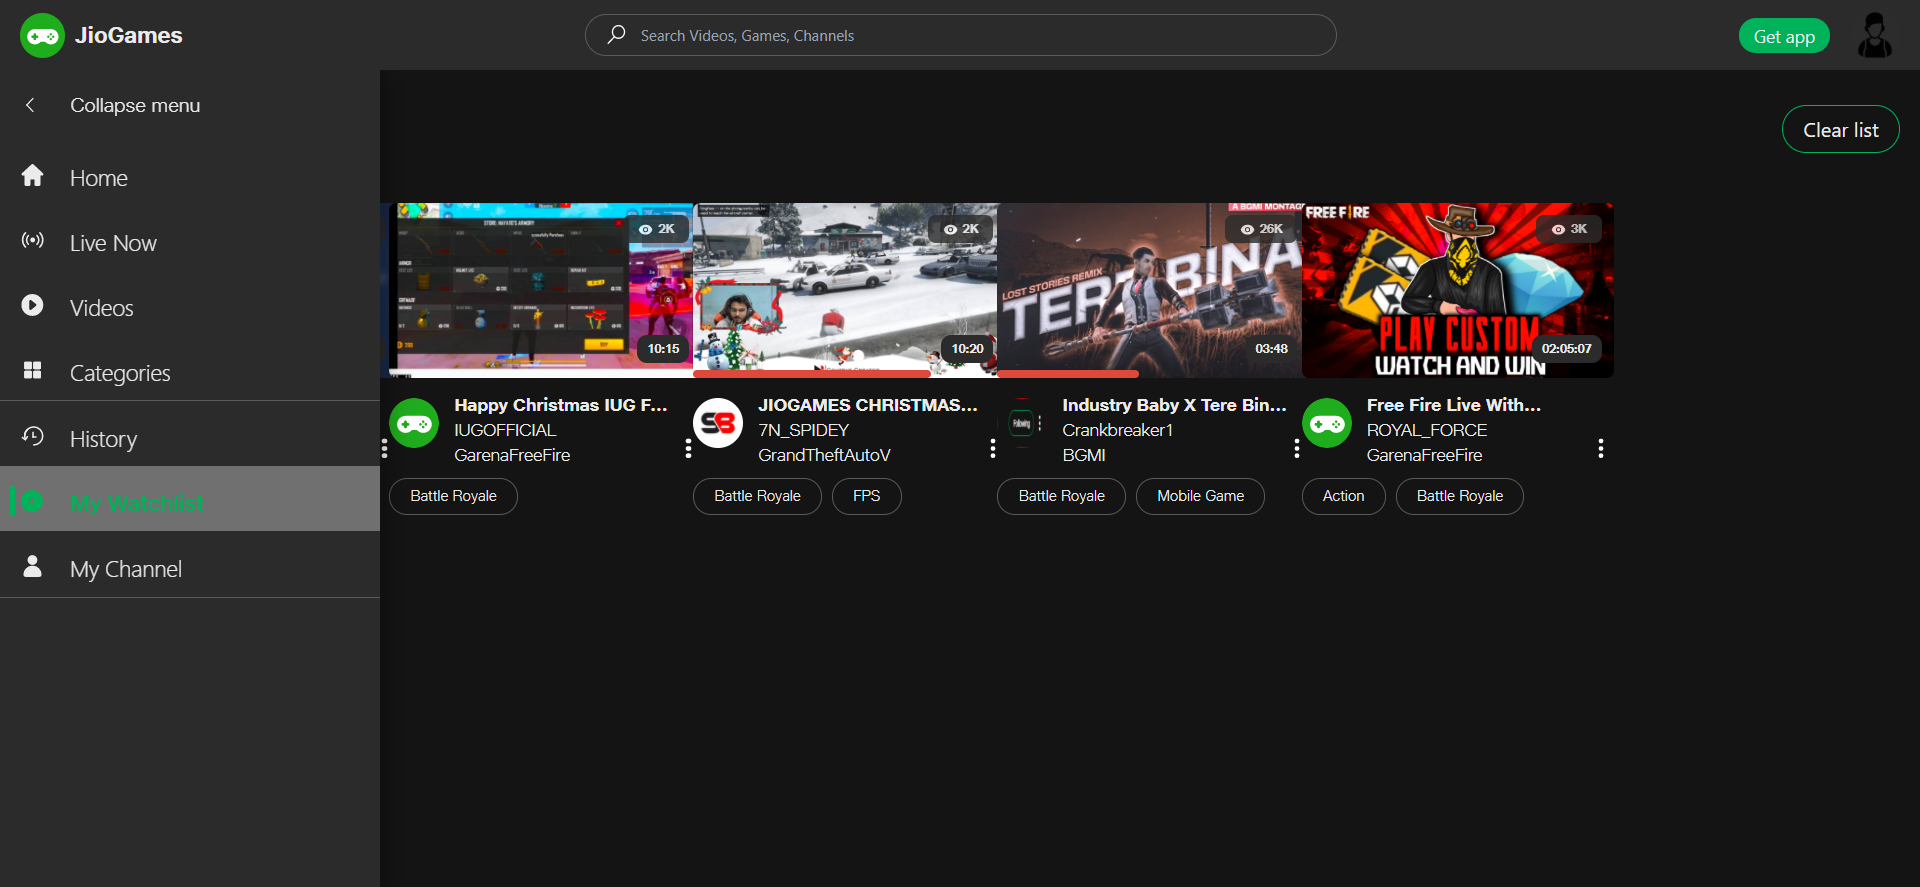 JioGames
Search Videos, Games, Channels
Get app
Collapse menu
Home
Live Now
Videos
Categories
History
My Watchlist
My Channel
Clear list
2K
10:15
Happy Christmas IUG F...
IUGOFFICIAL
GarenaFreeFire
Battle Royale
2K
10:20
JIOGAMES CHRISTMAS...
7N_SPIDEY
GrandTheftAutoV
Battle Royale
FPS
A BGMI MONTAG
26K
LOST STORIES REMIX
TERE BINA
03:48
Following
Industry Baby X Tere Bin...
Crankbreaker1
BGMI
Battle Royale
Mobile Game
FREE FIRE
3K
PLAY CUSTOM
WATCH AND WIN
02:05:07
Free Fire Live With...
ROYAL_FORCE
GarenaFreeFire
Action
Battle Royale